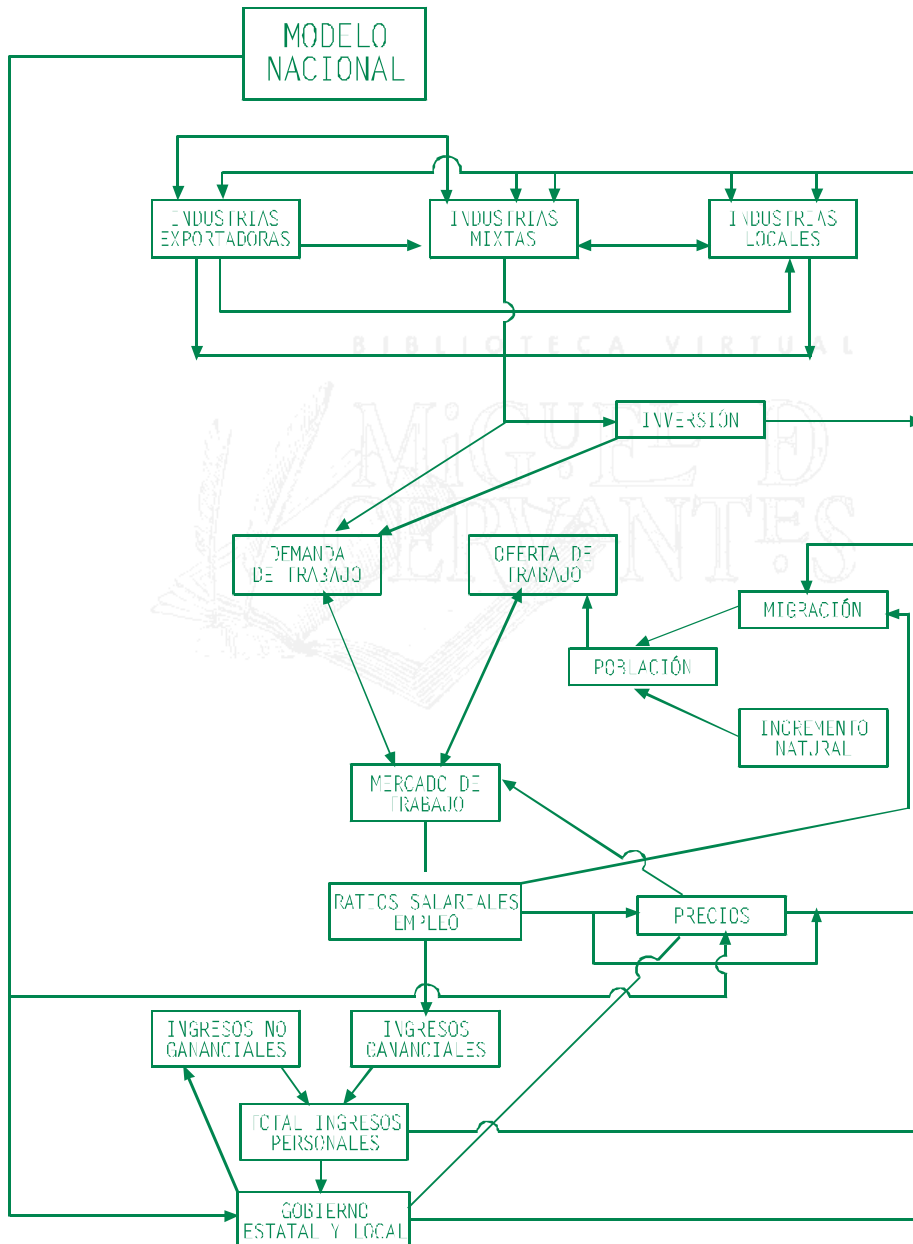 MODELO
NACIONAL
INDUSTRIAS
EXPORTADORAS
INDUSTRIAS
MIXTAS
INDUSTRIAS
LOCALES
BIBLIOTECA VIRTUAL
MiGUEL D
CERVANTES
INVERSIÓN
DEMANDA
DE TRABAJO
OFERTA DE
TRABAJO
MIGRACIÓN
POBLACIÓN
INCREMENTO
NATURAL
MERCADO DE
TRABAJO
RATIOS SALARIALES
EMPLEO
PRECIOS
INGRESOS NO
GANANCIALES
INGRESOS
GANANCIALES
TOTAL INGRESOS
PERSONALES
GOBIERNO
ESTATAL Y LOCAL